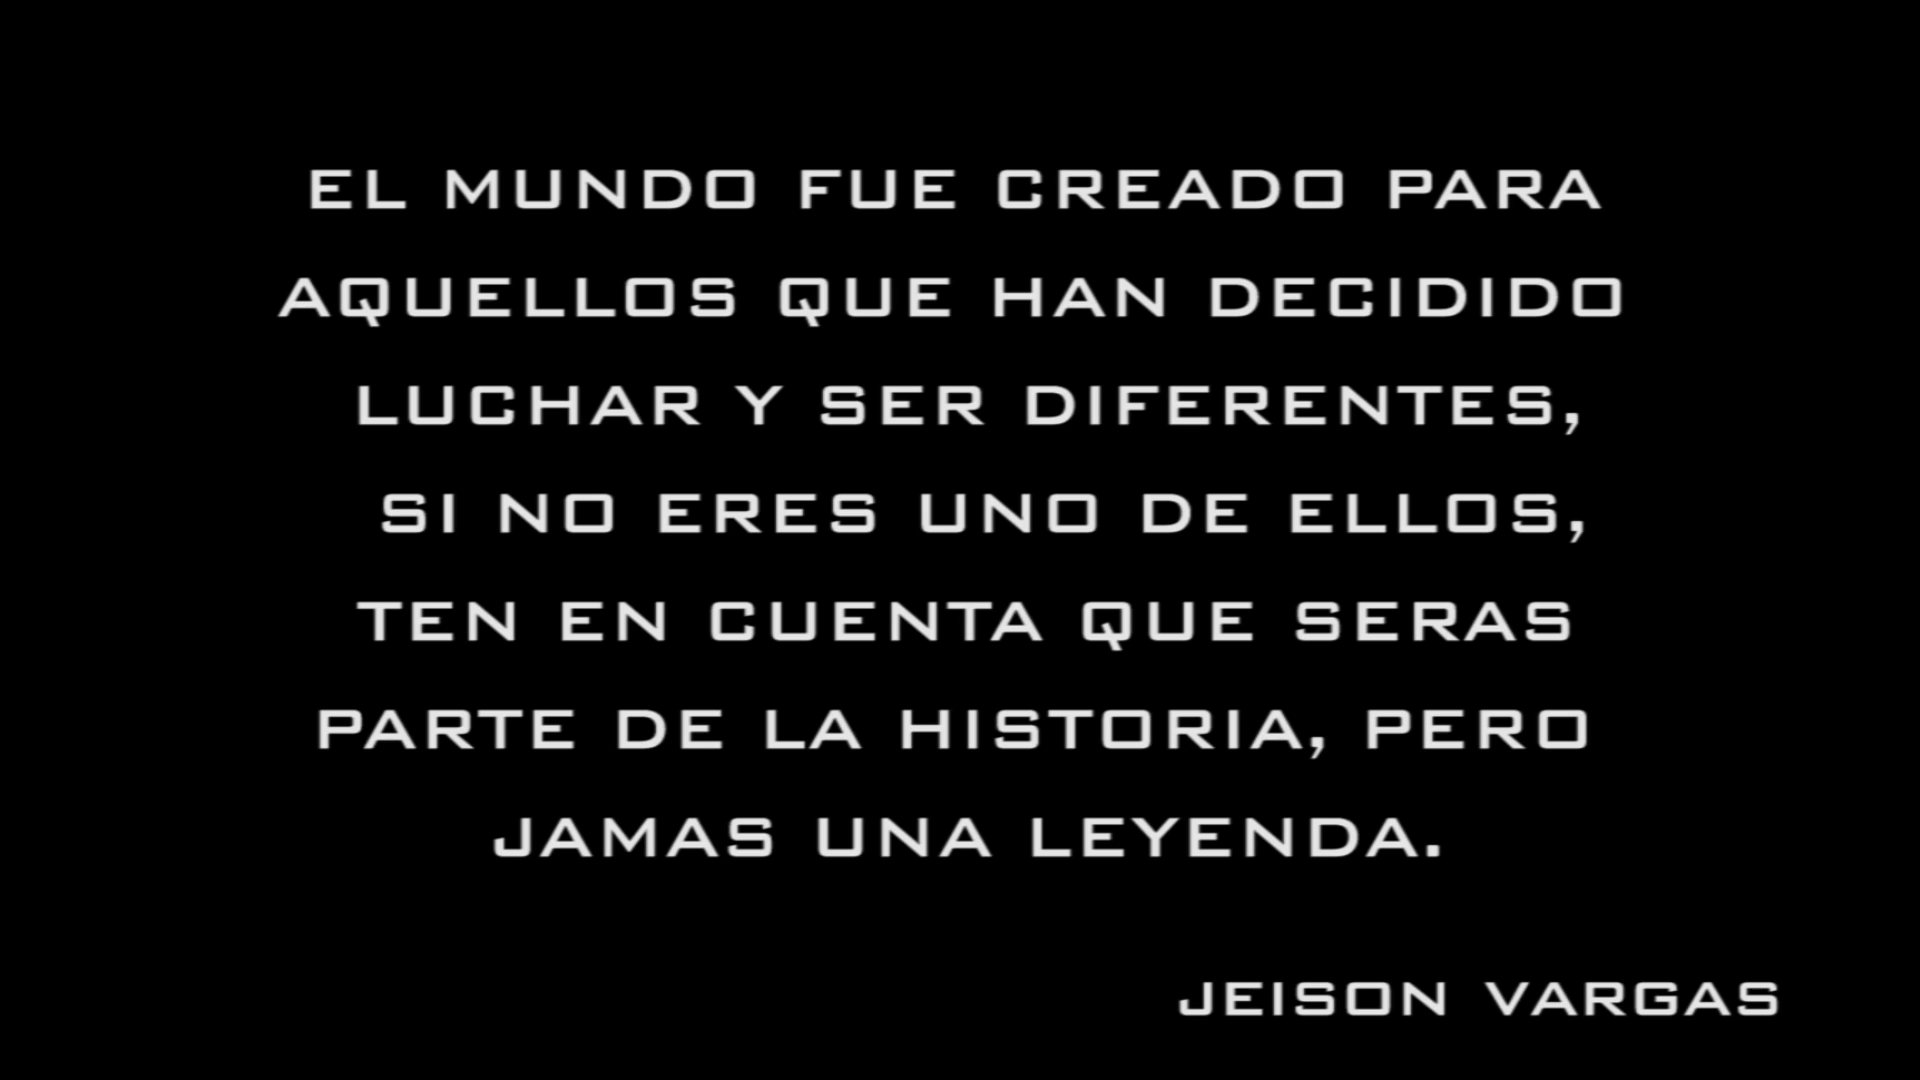 EL MUNDO FUE CREADO PARA
AQUELLOS QUE HAN DECIDIDO
LUCHAR Y SER DIFERENTES,
SI NO ERES UNO DE ELLOS,
TEN EN CUENTA QUE SERAS
PARTE DE LA HISTORIA, PERO
JAMAS UNA LEYENDA.
JEISON VARGAS